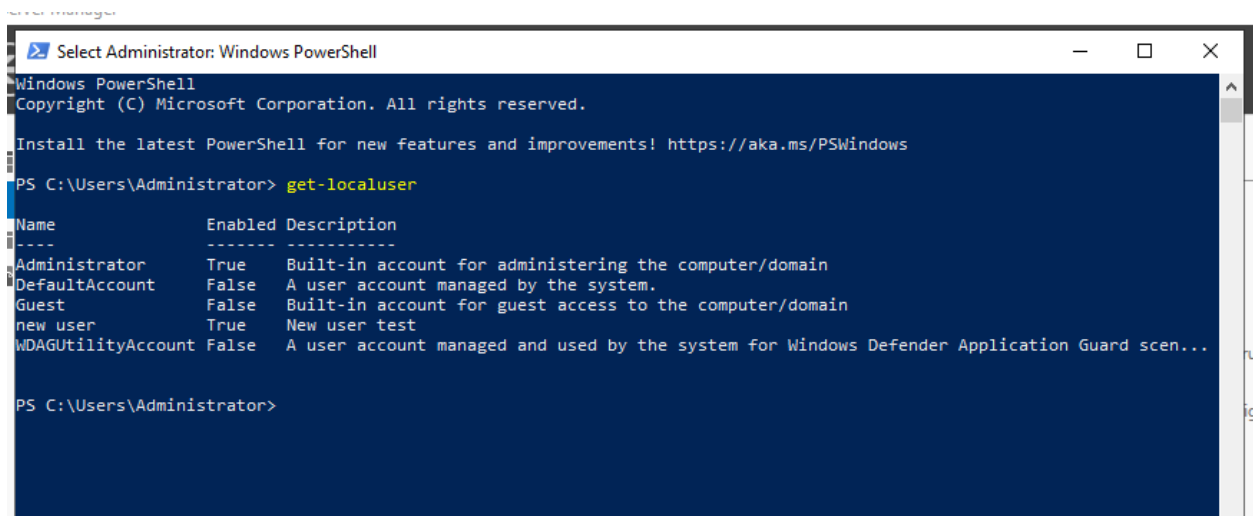 Select Administrator: Windows PowerShell
Windows PowerShell
Copyright (C) Microsoft Corporation. All rights reserved.
Install the latest PowerShell for new features and improvements! https://aka.ms/PSWindows
PS C:\Users\Administrator> get-localuser
Name Enabled Description
---- ------- -----------
Administrator True Built-in account for administering the computer/domain
DefaultAccount False A user account managed by the system.
Guest False Built-in account for guest access to the computer/domain
new user True New user test
WDAGUtilityAccount False A user account managed and used by the system for Windows Defender Application Guard scen...
PS C:\Users\Administrator>